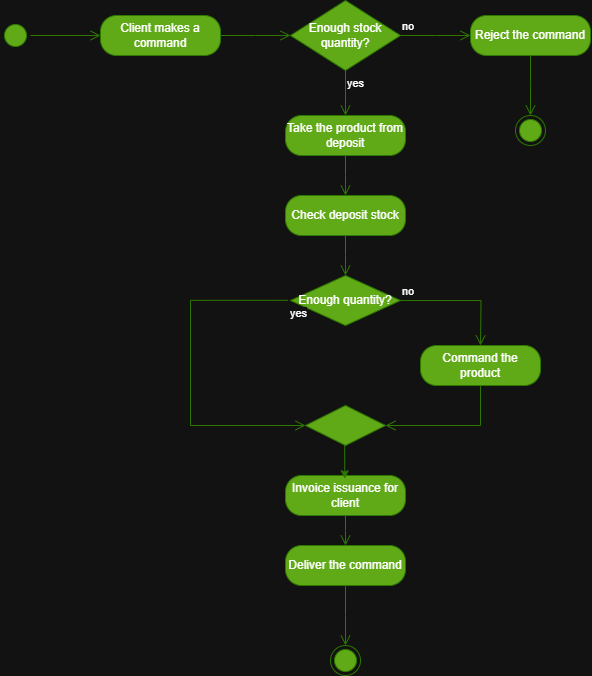 Client makes a
command
Enough stock
quantity?
no
Reject the command
yes
Take the product from
deposit
Check deposit stock
Enough quantity?
no
yes
Command the
product
Invoice issuance for
client
Deliver the command